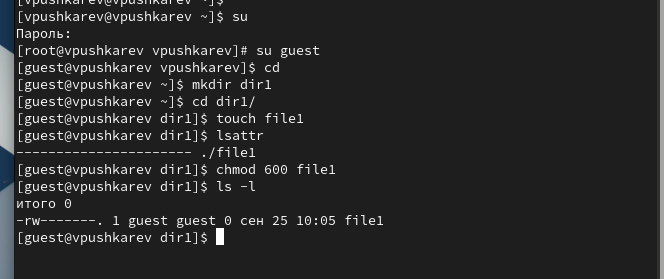 [vpushkarev@vpushkarev ~]$
[vpushkarev@vpushkarev ~]$ su
Пароль:
[root@vpushkarev vpushkarev]# su guest
[guest@vpushkarev vpushkarev]$ cd
[guest@vpushkarev ~]$ mkdir dir1
[guest@vpushkarev ~]$ cd dir1/
[guest@vpushkarev dir1]$ touch file1
[guest@vpushkarev dir1]$ lsattr
---------------------- ./file1
[guest@vpushkarev dir1]$ chmod 600 file1
[guest@vpushkarev dir1]$ ls -l
итого 0
-rw-------. 1 guest guest 0 сен 25 10:05 file1
[guest@vpushkarev dir1]$